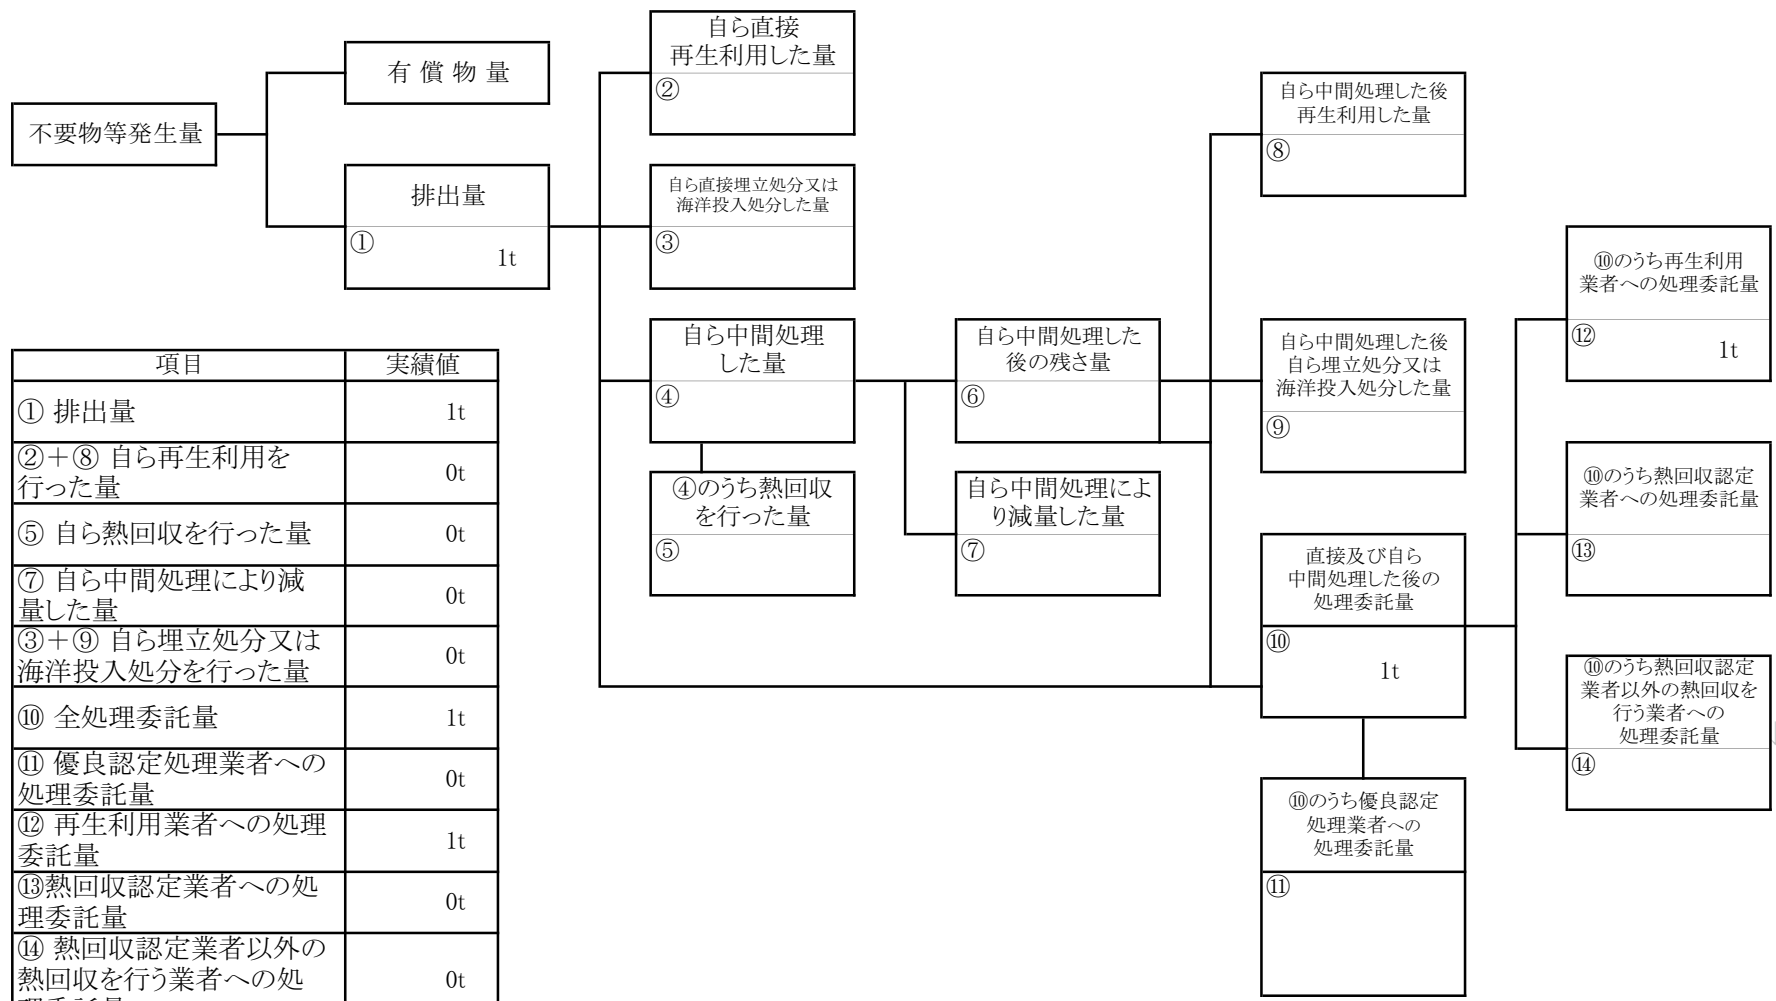 不要物等発生量
有 償 物 量
排出量
①
1t
自ら直接
再生利用した量
②
自ら直接埋立処分又は
海洋投入処分した量
③
自ら中間処理
した量
④
④のうち熱回収
を行った量
⑤
自ら中間処理した
後の残さ量
⑥
自ら中間処理によ
り減量した量
⑦
自ら中間処理した後
再生利用した量
⑧
自ら中間処理した後
自ら埋立処分又は
海洋投入処分した量
⑨
直接及び自ら
中間処理した後の
処理委託量
⑩
1t
⑩のうち優良認定
処理業者への
処理委託量
⑪
⑩のうち再生利用
業者への処理委託量
⑫
1t
⑩のうち熱回収認定
業者への処理委託量
⑬
⑩のうち熱回収認定
業者以外の熱回収を
行う業者への
処理委託量
⑭
項目 実績値
① 排出量 1t
②+⑧ 自ら再生利用を
行った量 0t
⑤ 自ら熱回収を行った量 0t
⑦ 自ら中間処理により減
量した量 0t
③+⑨ 自ら埋立処分又は
海洋投入処分を行った量 0t
⑩ 全処理委託量 1t
⑪ 優良認定処理業者への
処理委託量 0t
⑫ 再生利用業者への処理
委託量 1t
⑬熱回収認定業者への処
理委託量 0t
⑭ 熱回収認定業者以外の
熱回収を行う業者への処 0t